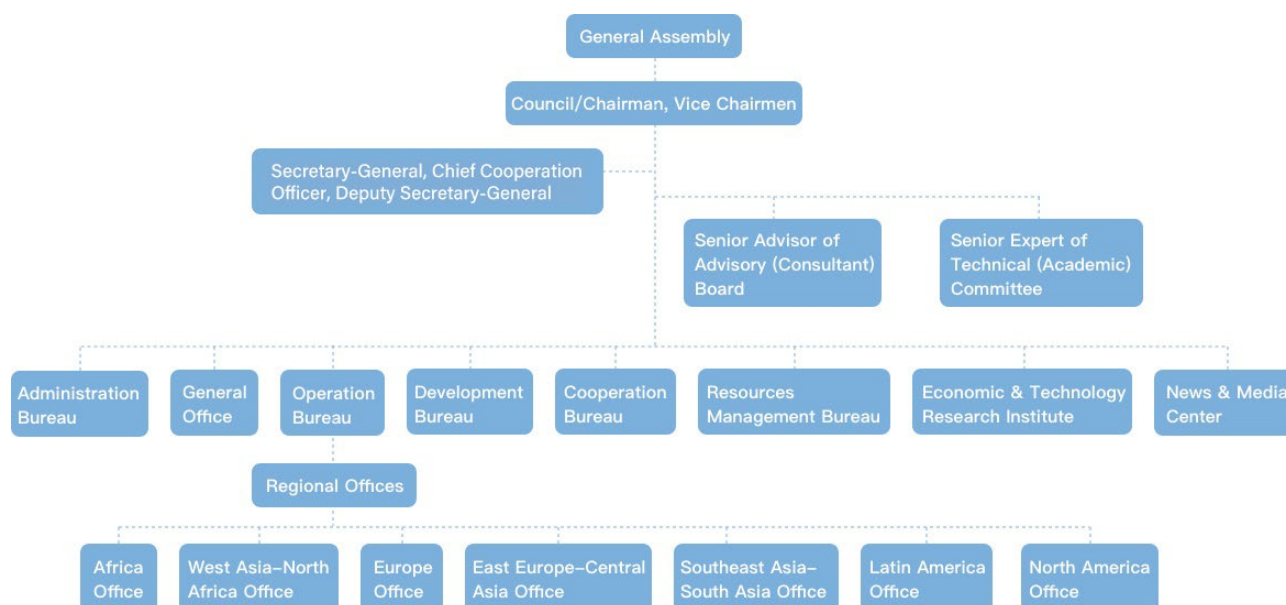 General Assembly
Council/Chairman, Vice Chairmen
Secretary-General, Chief Cooperation
Officer, Deputy Secretary-General
Senior Advisor of
Advisory (Consultant)
Board
Senior Expert of
Technical (Academic)
Committee
Administration
Bureau
General
Office
Operation
Bureau
Development
Bureau
Cooperation
Bureau
Resources
Management Bureau
Economic & Technology
Research Institute
News & Media
Center
Regional Offices
Africa
Office
West Asia–North
Africa Office
Europe
Office
East Europe–Central
Asia Office
Southeast Asia–
South Asia Office
Latin America
Office
North America
Office